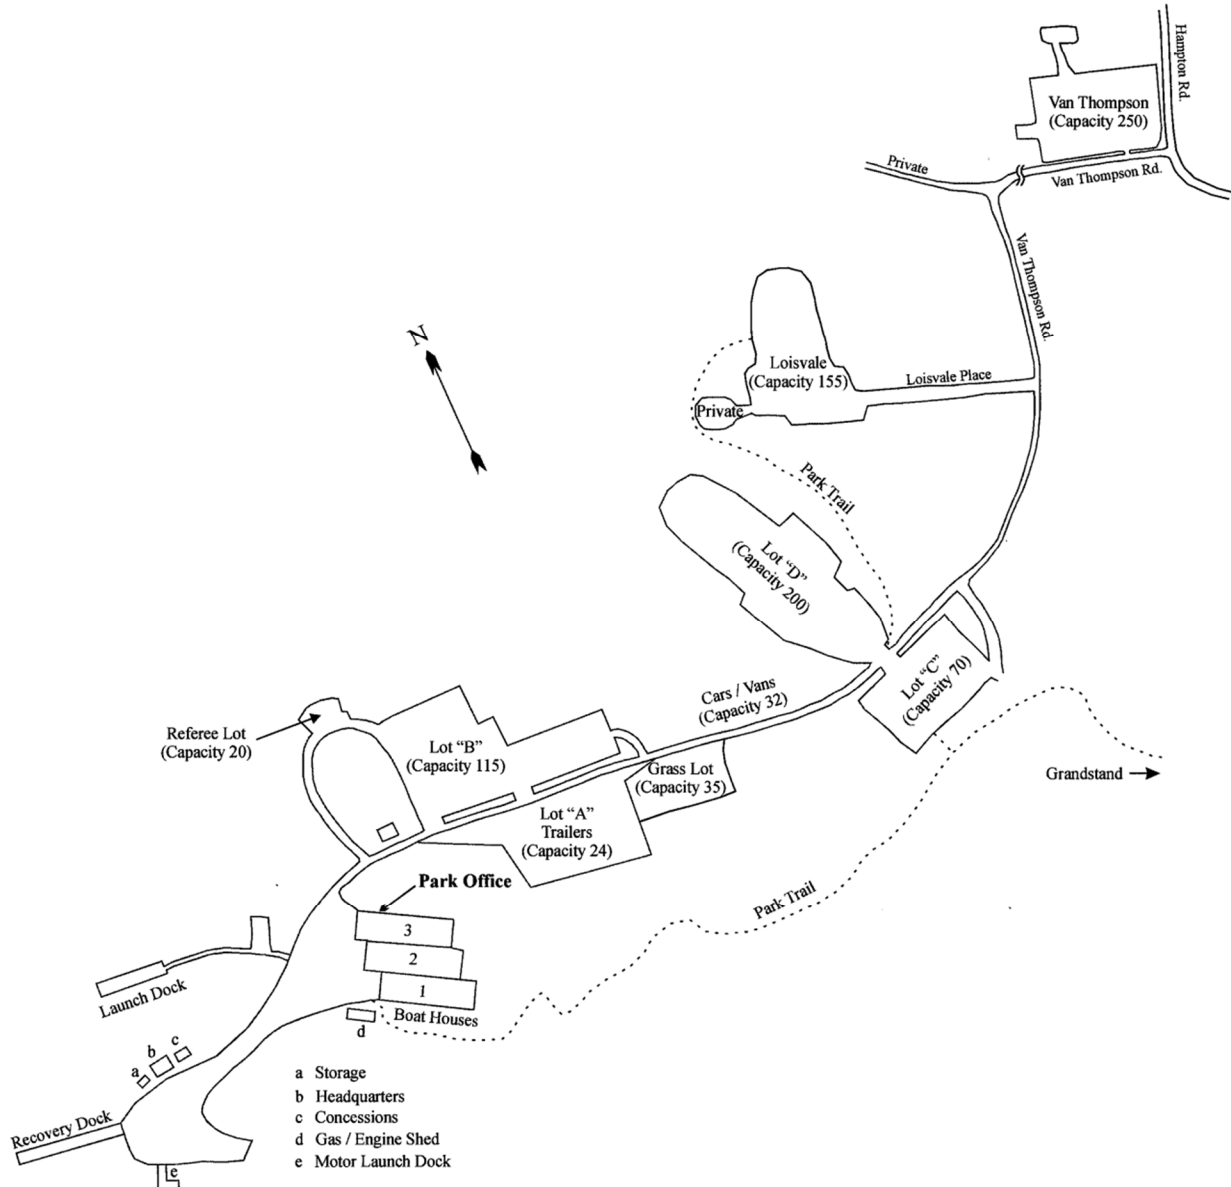 Hampton Rd.
Van Thompson
(Capacity 250)
Private
Van Thompson Rd.
Van Thompson Rd.
N
Loisvale
(Capacity 155)
Loisvale Place
Private
Park Trail
Lot "D"
(Capacity 200)
Lot "C"
(Capacity 70)
Cars / Vans
(Capacity 32)
Referee Lot
(Capacity 20)
Lot "B"
(Capacity 115)
Grass Lot
(Capacity 35)
Grandstand
Lot "A"
Trailers
(Capacity 24)
Park Office
Park Trail
3
2
1
Launch Dock
Boat Houses
d
c
b
a
Recovery Dock
e
a Storage
b Headquarters
c Concessions
d Gas / Engine Shed
e Motor Launch Dock